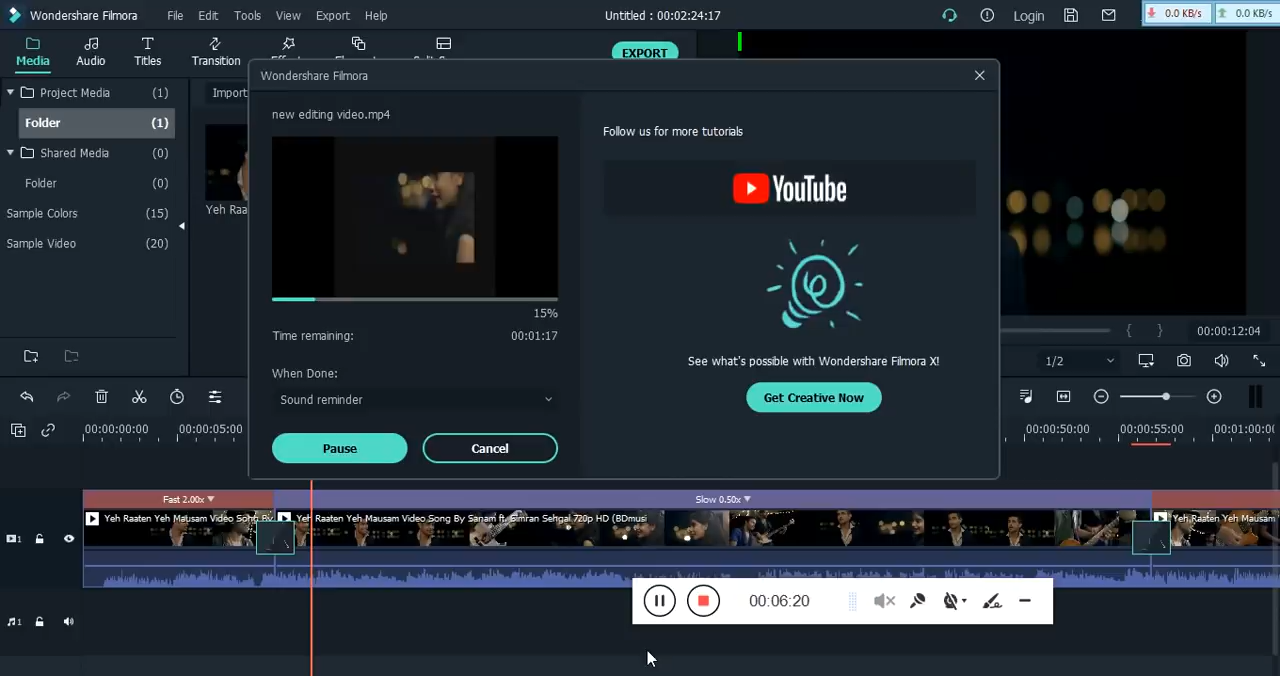 Wondershare Filmora
File Edit Tools View Export Help
Untitled : 00:02:24:17
Login
0.0 KB/s 0.0 KB/s
Media Audio Titles Transition
EXPORT
Wondershare Filmora
Project Media (1)
Folder (1)
Shared Media (0)
Folder (0)
Sample Colors (15)
Sample Video (20)
Import
Yeh Raa
new editing video.mp4
15%
Time remaining: 00:01:17
When Done:
Sound reminder
Pause Cancel
Follow us for more tutorials
YouTube
See what's possible with Wondershare Filmora X!
Get Creative Now
1/2
00:00:12:04
00:00:00:00 00:00:05:00 00:00:50:00 00:00:55:00 00:01:00:00
Fast 2.00x Slow 0.50x
Yeh Raaten Yeh Mausam Video Song By
Yeh Raaten Yeh Mausam Video Song By Sanam ft. Simran Sehgal 720p HD (BDmusi
Yeh Raaten Yeh Mausam
1
1
00:06:20